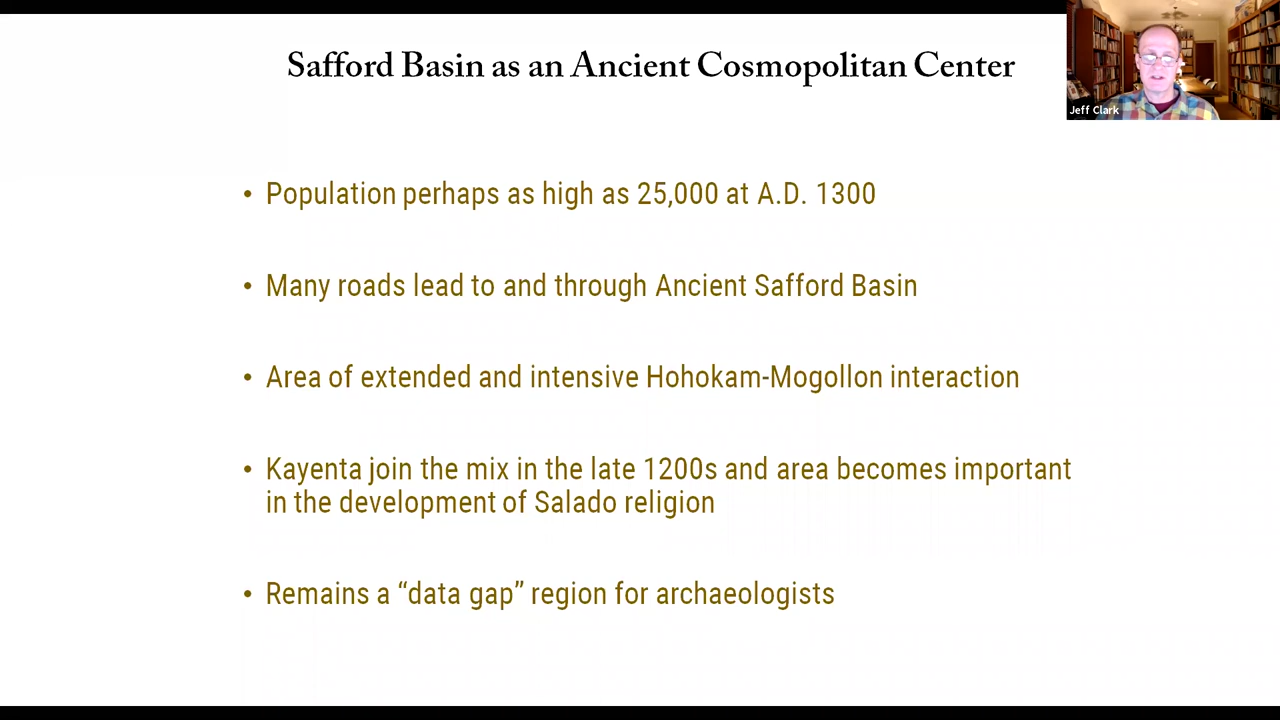 Safford Basin as an Ancient Cosmopolitan Center
Jeff Clark
• Population perhaps as high as 25,000 at A.D. 1300
• Many roads lead to and through Ancient Safford Basin
• Area of extended and intensive Hohokam-Mogollon interaction
• Kayenta join the mix in the late 1200s and area becomes important
in the development of Salado religion
• Remains a “data gap” region for archaeologists